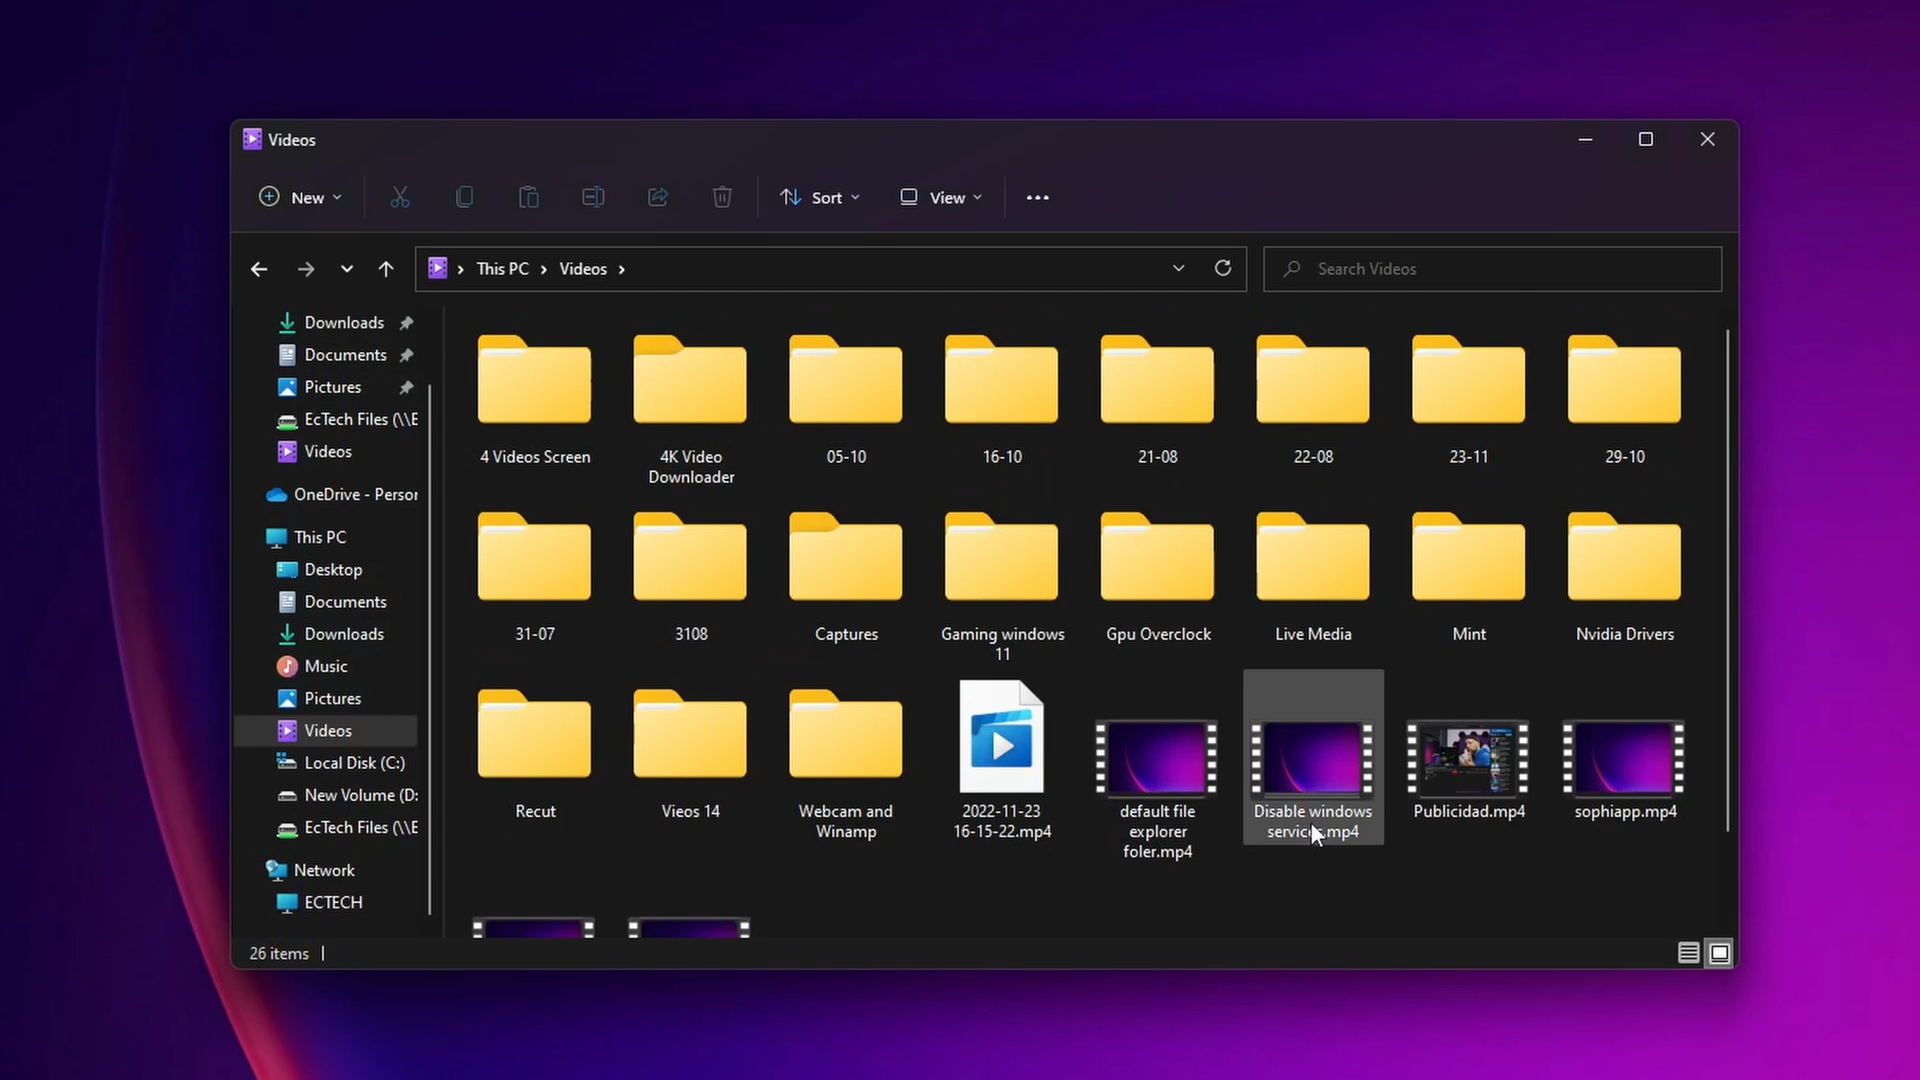 Videos
New
Sort
View
This PC
Videos
Search Videos
Downloads
Documents
Pictures
EcTech Files (\\E
Videos
OneDrive - Person
This PC
Desktop
Documents
Downloads
Music
Pictures
Videos
Local Disk (C:)
New Volume (D:
EcTech Files (\\E
Network
ECTECH
4 Videos Screen
4K Video
Downloader
05-10
16-10
21-08
22-08
23-11
29-10
31-07
3108
Captures
Gaming windows
11
Gpu Overclock
Live Media
Mint
Nvidia Drivers
Recut
Vieos 14
Webcam and
Winamp
2022-11-23
16-15-22.mp4
default file
explorer
foler.mp4
Disable windows
services.mp4
Publicidad.mp4
sophiapp.mp4
26 items